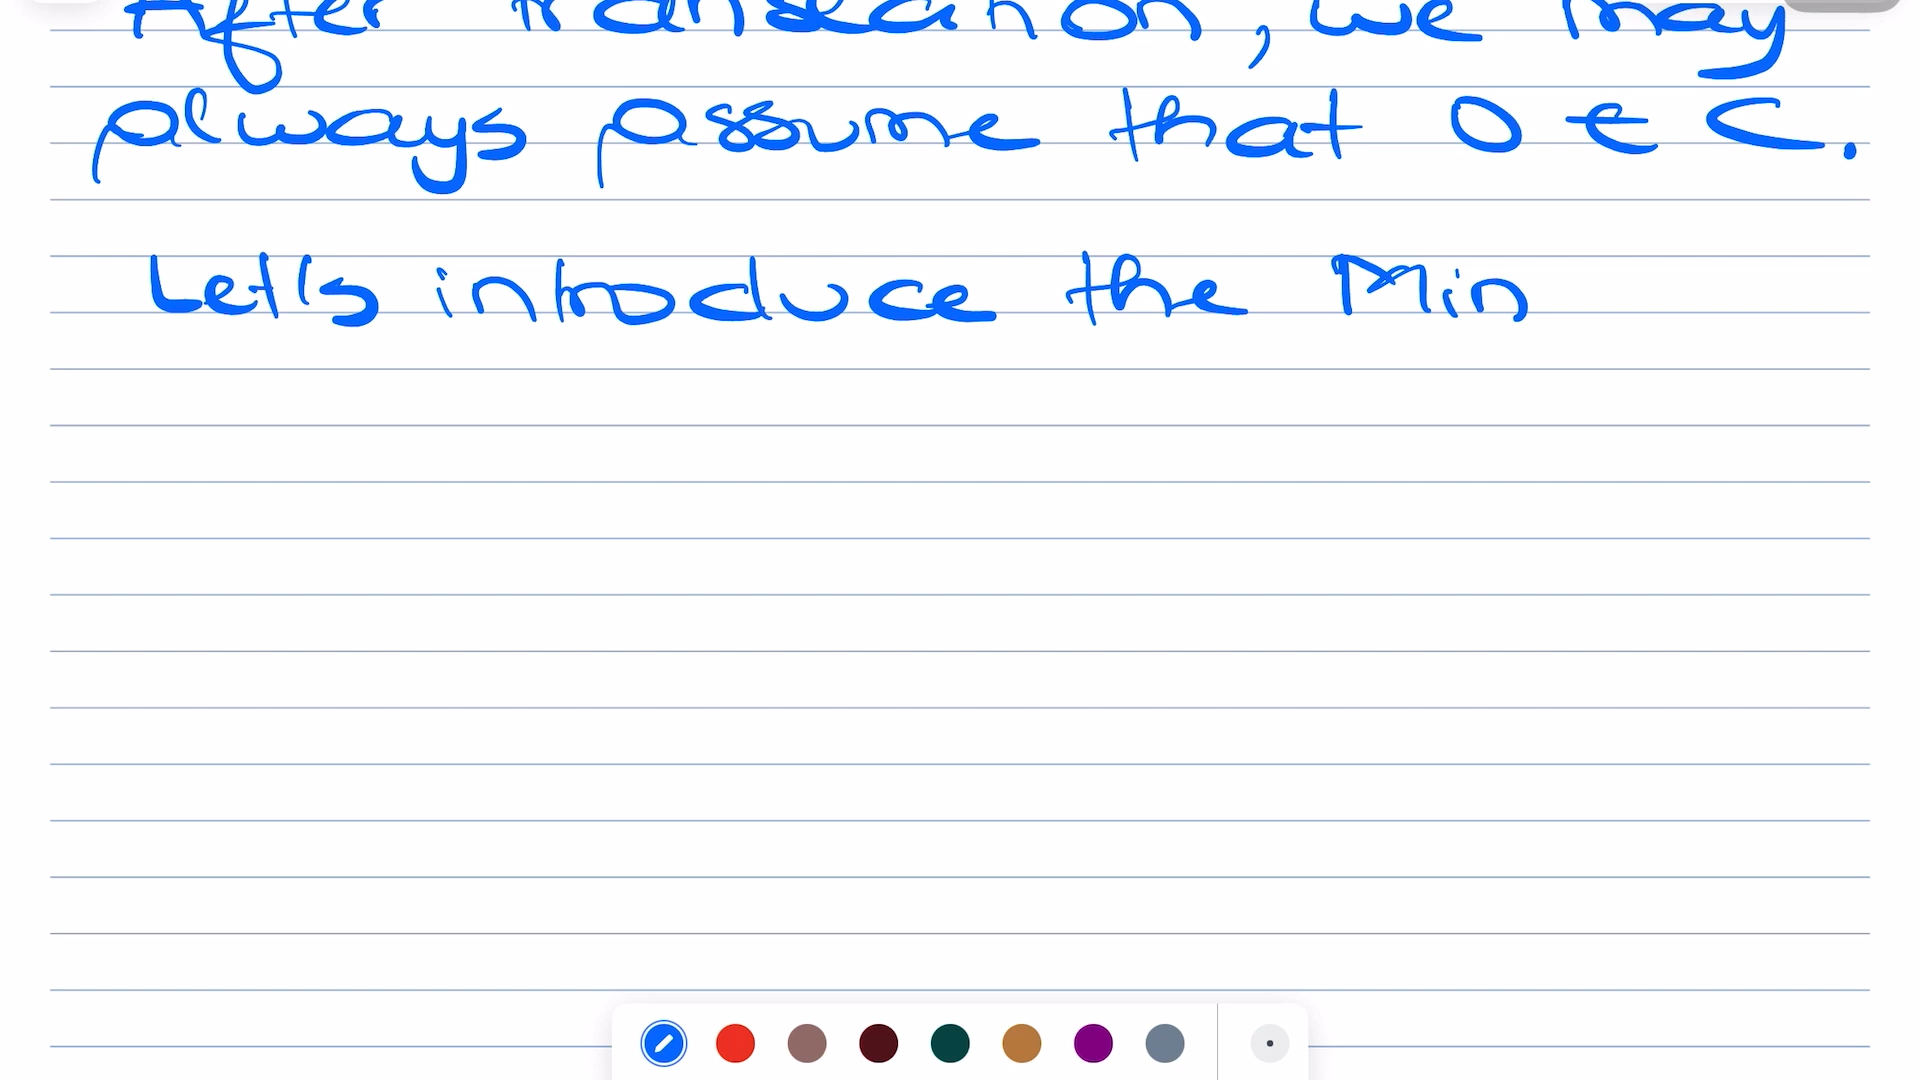 After translation, we may
always assume that 0 ∈ C.
Let's introduce the Min